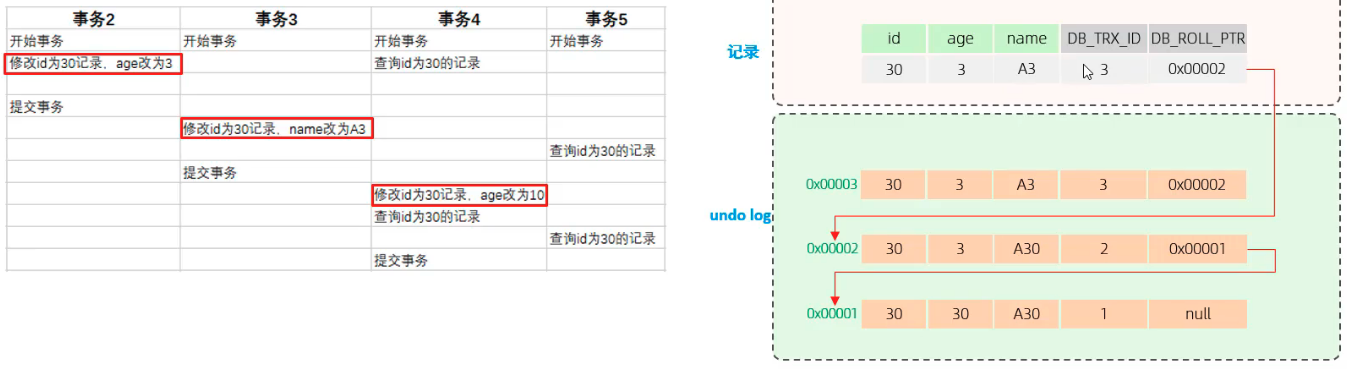 事务2 事务3 事务4 事务5
开始事务 开始事务 开始事务 开始事务
修改id为30记录，age改为3 查询id为30的记录
提交事务
修改id为30记录，name改为A3
查询id为30的记录
提交事务
修改id为30记录，age改为10
查询id为30的记录
查询id为30的记录
提交事务
记录
id age name DB_TRX_ID DB_ROLL_PTR
30 3 A3 3 0x00002
undo log
0x00003 30 3 A3 3 0x00002
0x00002 30 3 A30 2 0x00001
0x00001 30 30 A30 1 null